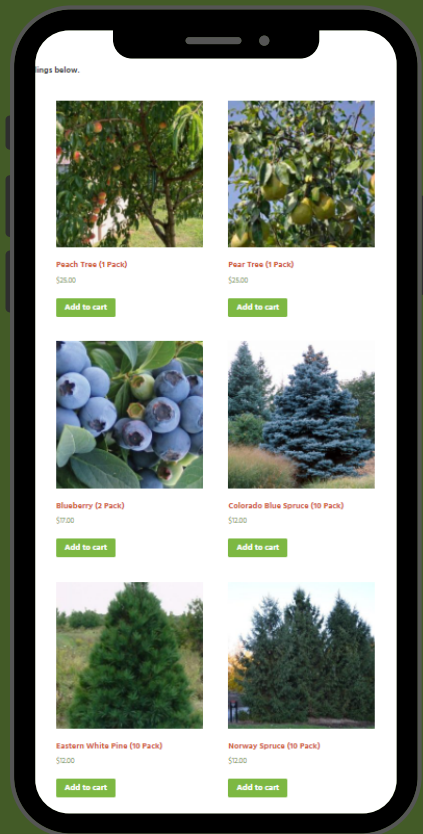 lings below.
Peach Tree (1 Pack)
$25.00
Add to cart
Pear Tree (1 Pack)
$25.00
Add to cart
Blueberry (2 Pack)
$17.00
Add to cart
Colorado Blue Spruce (10 Pack)
$12.00
Add to cart
Eastern White Pine (10 Pack)
$12.00
Add to cart
Norway Spruce (10 Pack)
$12.00
Add to cart